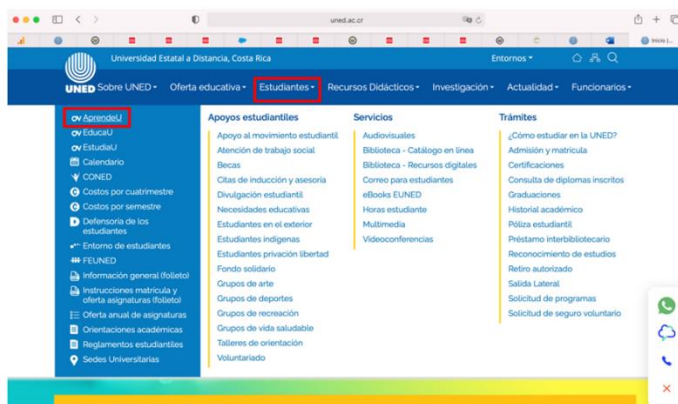 uned.ac.cr
Inicio |...
Universidad Estatal a Distancia, Costa Rica
Entornos
UNED
Sobre UNED
Oferta educativa
Estudiantes
Recursos Didácticos
Investigación
Actualidad
Funcionarios
AprendeU
EducaU
EstudiaU
Calendario
CONED
Costos por cuatrimestre
Costos por semestre
Defensoría de los
estudiantes
Entorno de estudiantes
FEUNED
Información general (folleto)
Instrucciones matrícula y
oferta asignaturas (folleto)
Oferta anual de asignaturas
Orientaciones académicas
Reglamentos estudiantiles
Sedes Universitarias
Apoyos estudiantiles
Apoyo al movimiento estudiantil
Atención de trabajo social
Becas
Citas de inducción y asesoría
Divulgación estudiantil
Necesidades educativas
Estudiantes en el exterior
Estudiantes indígenas
Estudiantes privación libertad
Fondo solidario
Grupos de arte
Grupos de deportes
Grupos de recreación
Grupos de vida saludable
Talleres de orientación
Voluntariado
Servicios
Audiovisuales
Biblioteca - Catálogo en línea
Biblioteca - Recursos digitales
Correo para estudiantes
eBooks EUNED
Horas estudiante
Multimedia
Videoconferencias
Trámites
¿Cómo estudiar en la UNED?
Admisión y matrícula
Certificaciones
Consulta de diplomas inscritos
Graduaciones
Historial académico
Póliza estudiantil
Préstamo interbibliotecario
Reconocimiento de estudios
Retiro autorizado
Salida Lateral
Solicitud de programas
Solicitud de seguro voluntario